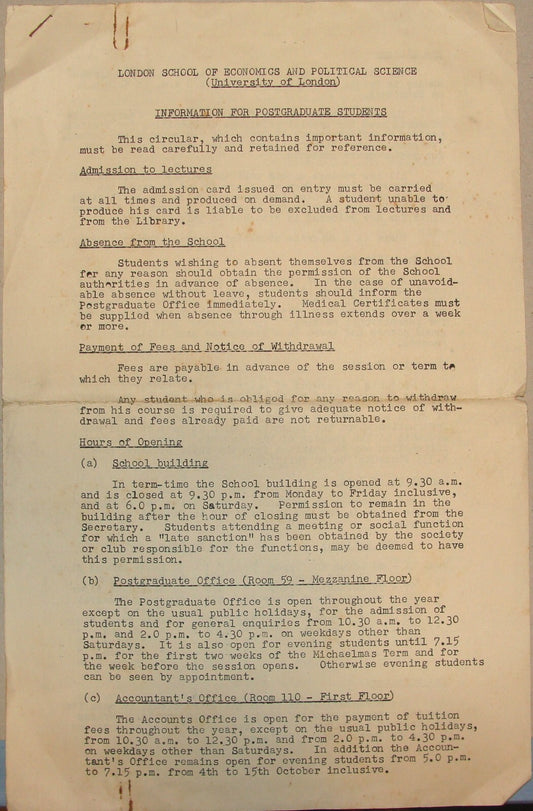 LONDON SCHOOL OF ECONOMICS AND POLITICAL SCIENCE
(University of London)
INFORMATION FOR POSTGRADUATE STUDENTS
This circular, which contains important information,
must be read carefully and retained for reference.
Admission to lectures
The admission card issued on entry must be carried
at all times and produced on demand. A student unable to
produce his card is liable to be excluded from lectures and
from the Library.
Absence from the School
Students wishing to absent themselves from the School
for any reason should obtain the permission of the School
authorities in advance of absence. In the case of unavoid-
able absence without leave, students should inform the
Postgraduate Office immediately. Medical Certificates must
be supplied when absence through illness extends over a week
or more.
Payment of Fees and Notice of Withdrawal
Fees are payable in advance of the session or term to
which they relate.
Any student who is obliged for any reason to withdraw
from his course is required to give adequate notice of with-
drawal and fees already paid are not returnable.
Hours of Opening
(a) School building
In term-time the School building is opened at 9.30 a.m.
and is closed at 9.30 p.m. from Monday to Friday inclusive,
and at 6.0 p.m. on Saturday. Permission to remain in the
building after the hour of closing must be obtained from the
Secretary. Students attending a meeting or social function
for which a "late sanction" has been obtained by the society
or club responsible for the functions, may be deemed to have
this permission.
(b) Postgraduate Office (Room 59 - Mezzanine Floor)
The Postgraduate Office is open throughout the year
except on the usual public holidays, for the admission of
students and for general enquiries from 10.30 a.m. to 12.30
p.m. and 2.0 p.m. to 4.30 p.m. on weekdays other than
Saturdays. It is also open for evening students until 7.15
p.m. for the first two weeks of the Michaelmas Term and for
the week before the session opens. Otherwise evening students
can be seen by appointment.
(c) Accountant's Office (Room 110 - First Floor)
The Accounts Office is open for the payment of tuition
fees throughout the year, except on the usual public holidays,
from 10.30 a.m. to 12.30 p.m. and from 2.0 p.m. to 4.30 p.m.
on weekdays other than Saturdays. In addition the Accoun-
tant's Office remains open for evening students from 5.0 p.m.
to 7.15 p.m. from 4th to 15th October inclusive.